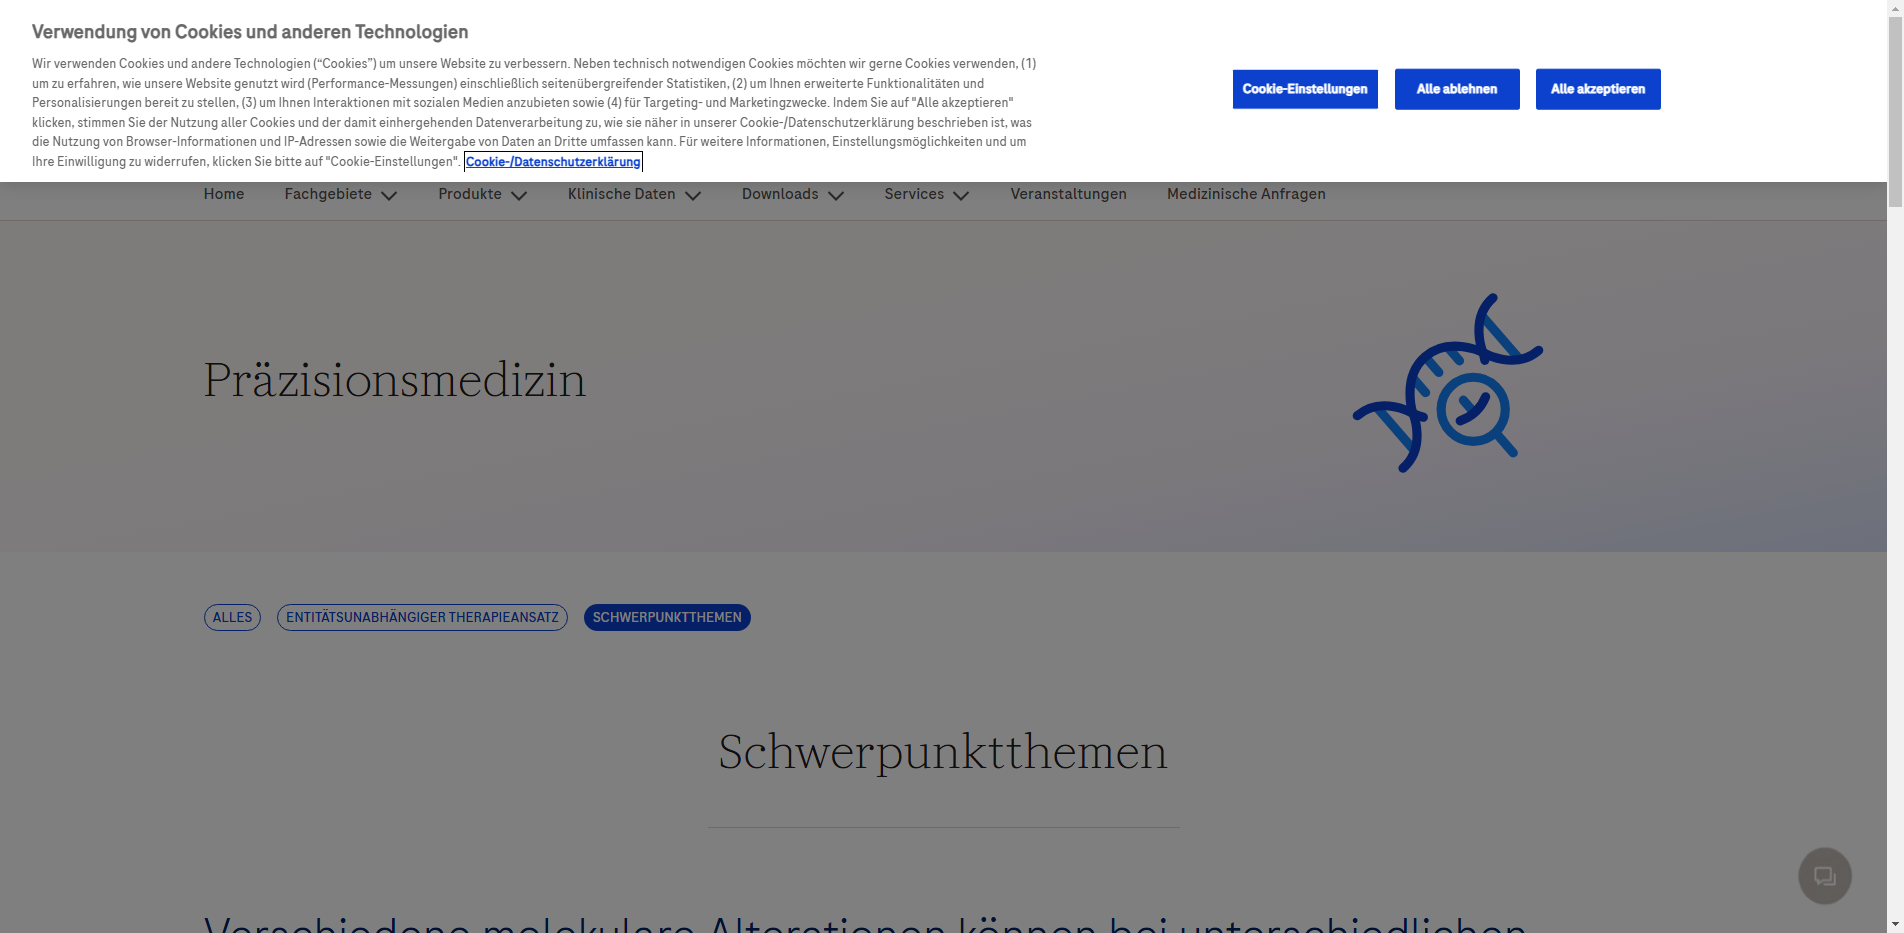 Verwendung von Cookies und anderen Technologien
Wir verwenden Cookies und andere Technologien (“Cookies”) um unsere Website zu verbessern. Neben technisch notwendigen Cookies möchten wir gerne Cookies verwenden, (1)
um zu erfahren, wie unsere Website genutzt wird (Performance-Messungen) einschließlich seitenübergreifender Statistiken, (2) um Ihnen erweiterte Funktionalitäten und
Personalisierungen bereit zu stellen, (3) um Ihnen Interaktionen mit sozialen Medien anzubieten sowie (4) für Targeting- und Marketingzwecke. Indem Sie auf "Alle akzeptieren"
klicken, stimmen Sie der Nutzung aller Cookies und der damit einhergehenden Datenverarbeitung zu, wie sie näher in unserer Cookie-/Datenschutzerklärung beschrieben ist, was
die Nutzung von Browser-Informationen und IP-Adressen sowie die Weitergabe von Daten an Dritte umfassen kann. Für weitere Informationen, Einstellungsmöglichkeiten und um
Ihre Einwilligung zu widerrufen, klicken Sie bitte auf "Cookie-Einstellungen". Cookie-/Datenschutzerklärung
Cookie-Einstellungen Alle ablehnen Alle akzeptieren
Home Fachgebiete Produkte Klinische Daten Downloads Services Veranstaltungen Medizinische Anfragen
Präzisionsmedizin
ALLES ENTITÄTSUNABHÄNGIGER THERAPIEANSATZ SCHWERPUNKTTHEMEN
Schwerpunktthemen
Verschiedene molekulare Alterationen können bei unterschiedlichen